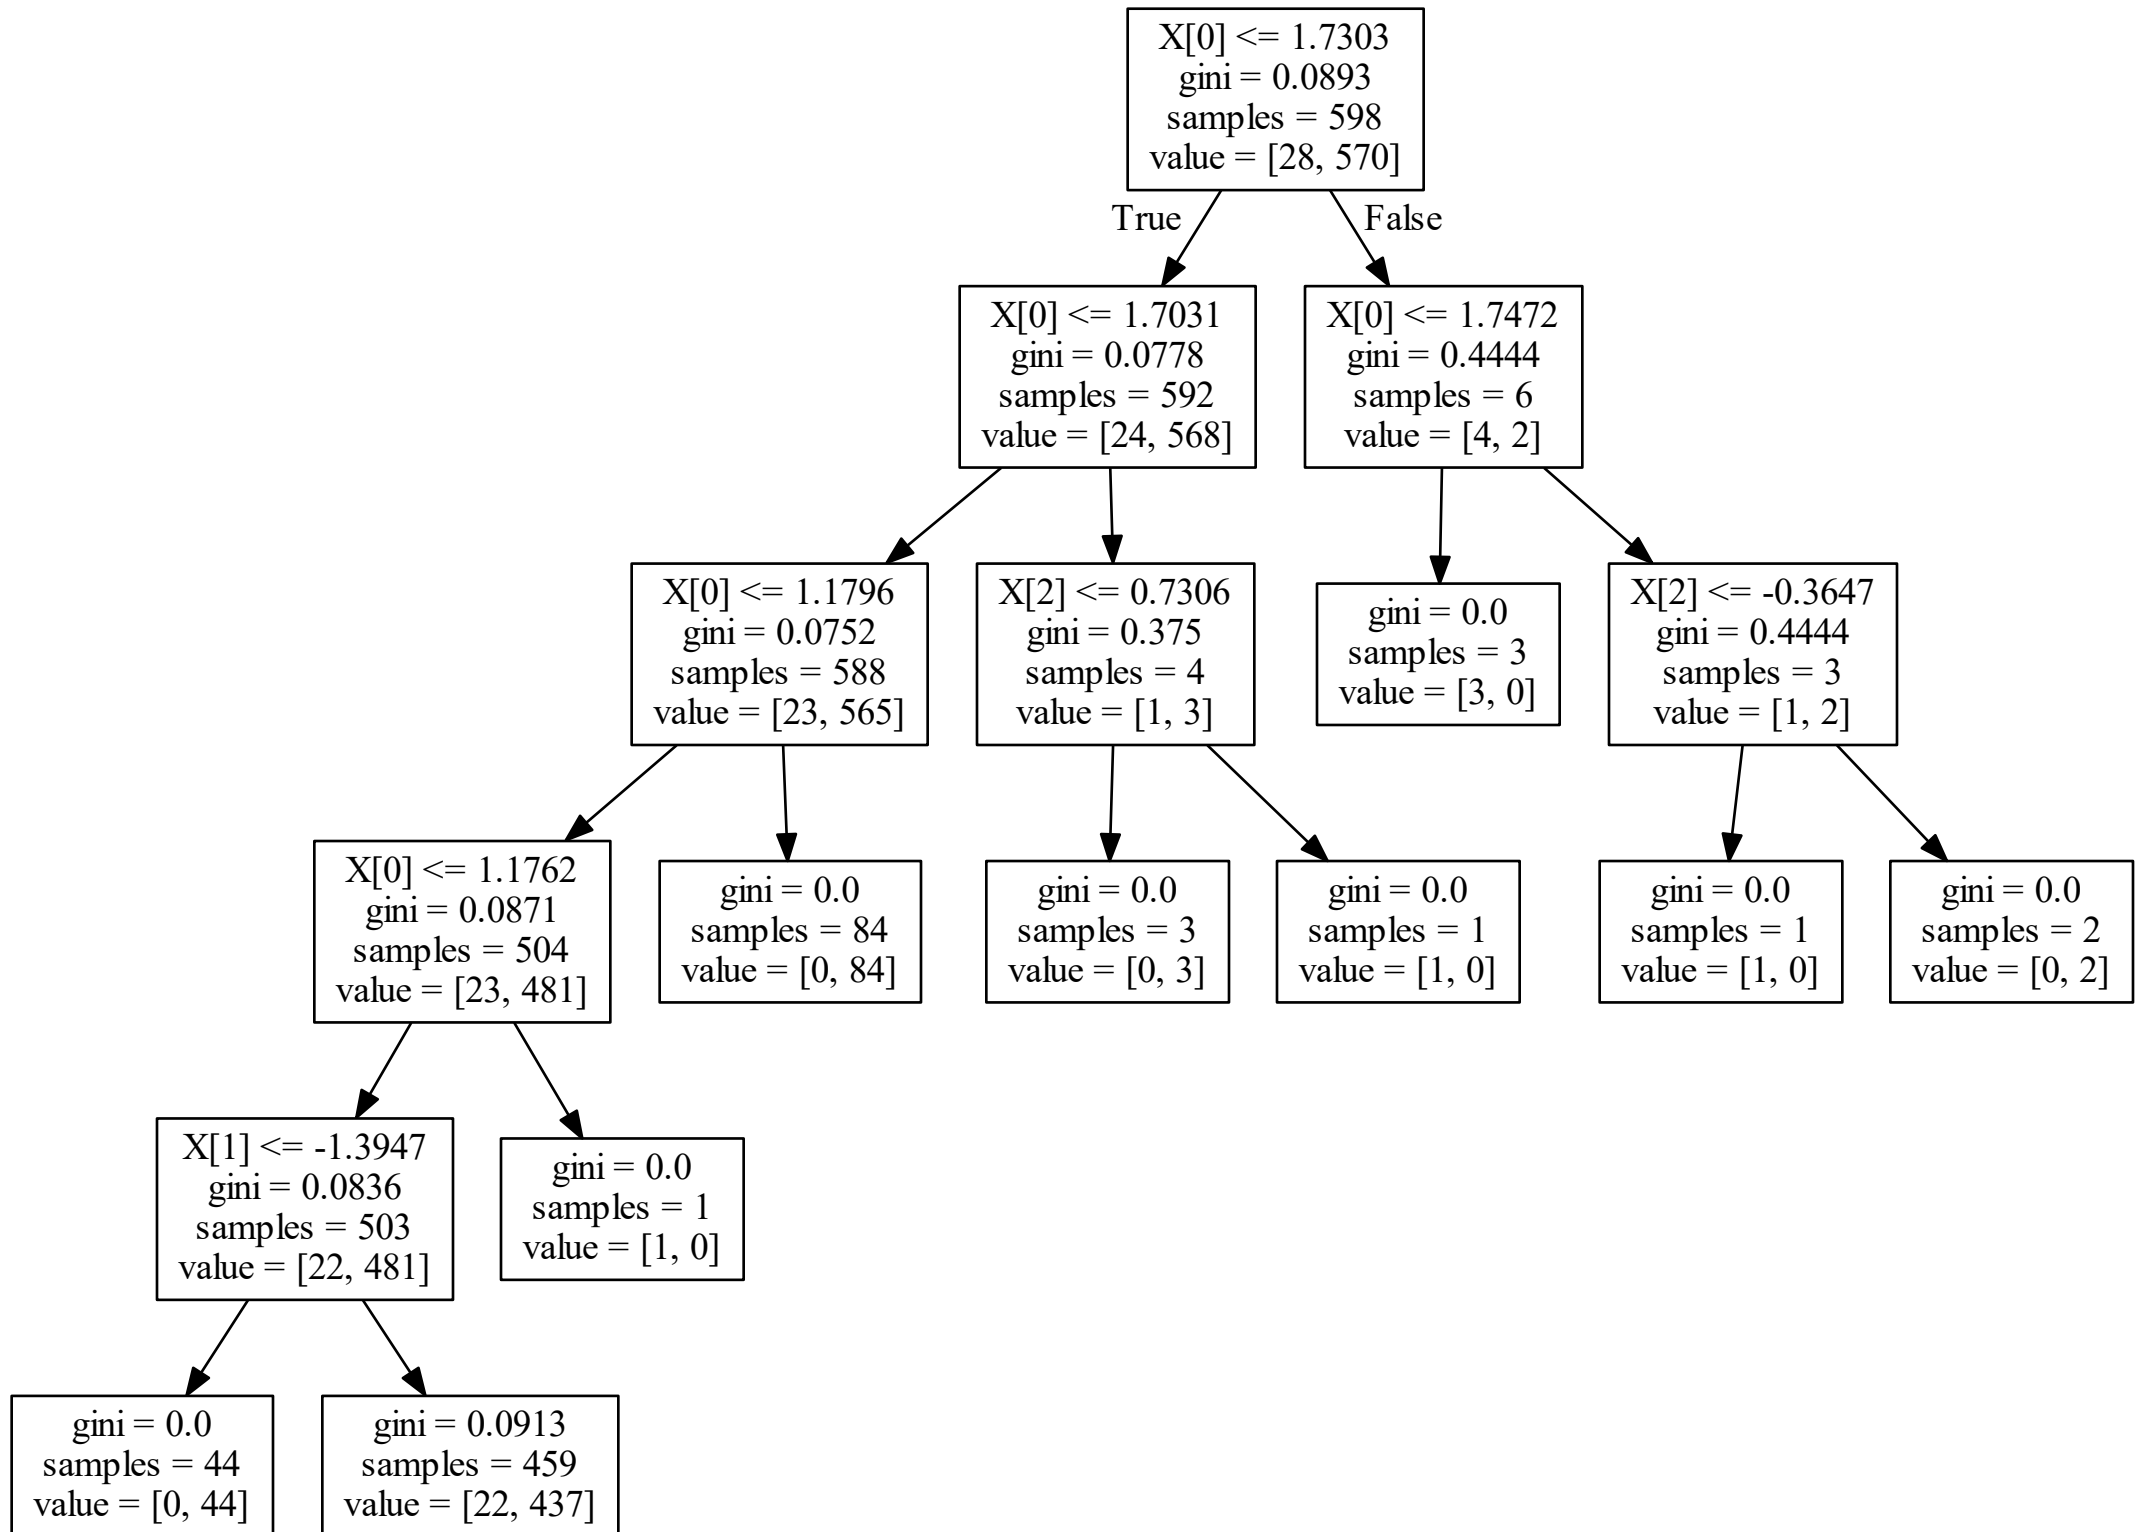 X[0] <= 1.7303
gini = 0.0893
samples = 598
value = [28, 570]
True
False
X[0] <= 1.7031
gini = 0.0778
samples = 592
value = [24, 568]
X[0] <= 1.7472
gini = 0.4444
samples = 6
value = [4, 2]
X[0] <= 1.1796
gini = 0.0752
samples = 588
value = [23, 565]
X[2] <= 0.7306
gini = 0.375
samples = 4
value = [1, 3]
gini = 0.0
samples = 3
value = [3, 0]
X[2] <= -0.3647
gini = 0.4444
samples = 3
value = [1, 2]
X[0] <= 1.1762
gini = 0.0871
samples = 504
value = [23, 481]
gini = 0.0
samples = 84
value = [0, 84]
gini = 0.0
samples = 3
value = [0, 3]
gini = 0.0
samples = 1
value = [1, 0]
gini = 0.0
samples = 1
value = [1, 0]
gini = 0.0
samples = 2
value = [0, 2]
X[1] <= -1.3947
gini = 0.0836
samples = 503
value = [22, 481]
gini = 0.0
samples = 1
value = [1, 0]
gini = 0.0
samples = 44
value = [0, 44]
gini = 0.0913
samples = 459
value = [22, 437]